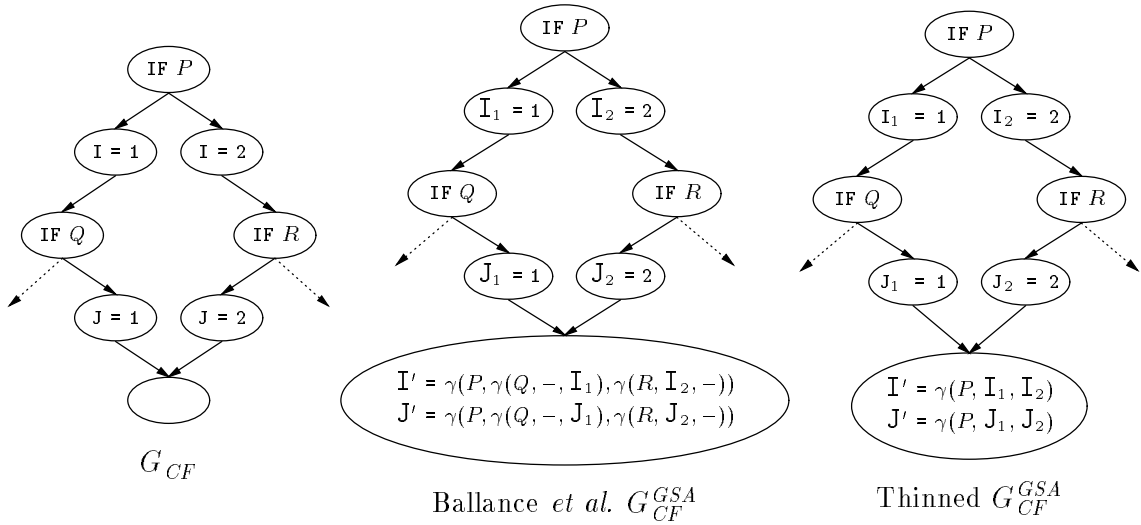 IF P
I = 1
I = 2
IF Q
IF R
J = 1
J = 2
G_CF
IF P
I₁ = 1
I₂ = 2
IF Q
IF R
J₁ = 1
J₂ = 2
I′ = γ(P, γ(Q, −, I₁), γ(R, I₂, −))
J′ = γ(P, γ(Q, −, J₁), γ(R, J₂, −))
Ballance et al. G_CF^GSA
IF P
I₁ = 1
I₂ = 2
IF Q
IF R
J₁ = 1
J₂ = 2
I′ = γ(P, I₁, I₂)
J′ = γ(P, J₁, J₂)
Thinned G_CF^GSA